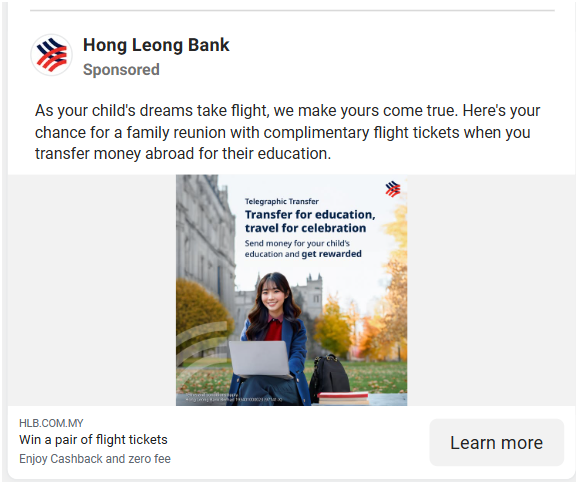 Hong Leong Bank
Sponsored
As your child's dreams take flight, we make yours come true. Here's your
chance for a family reunion with complimentary flight tickets when you
transfer money abroad for their education.
Telegraphic Transfer
Transfer for education,
travel for celebration
Send money for your child's
education and get rewarded
HLB.COM.MY
Win a pair of flight tickets
Enjoy Cashback and zero fee
Learn more